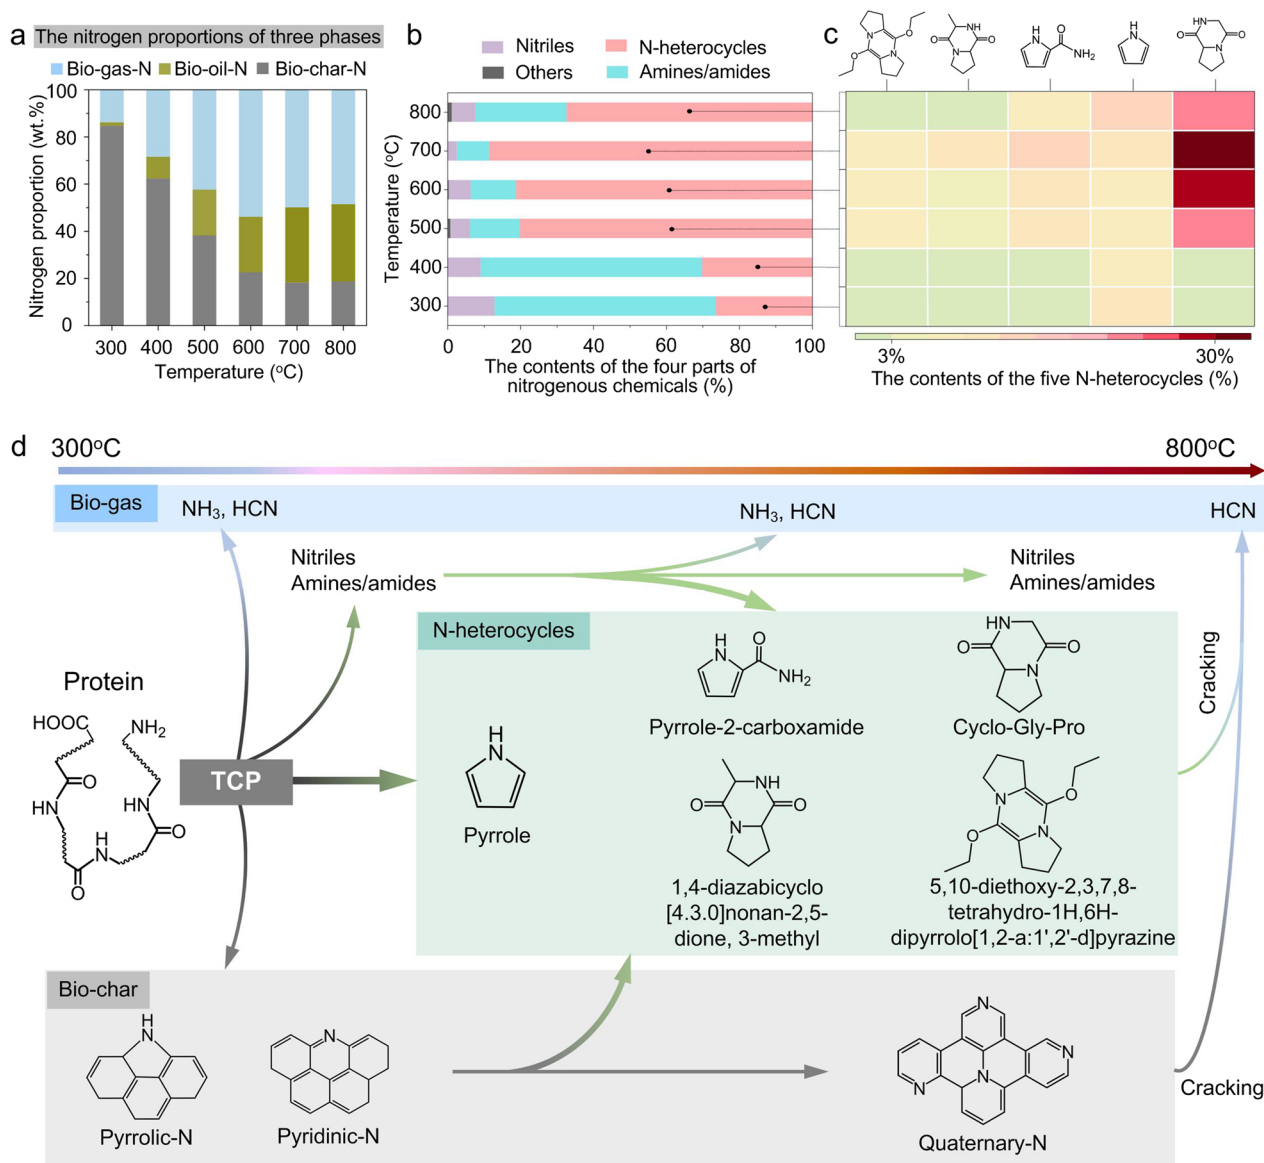 a The nitrogen proportions of three phases
Bio-gas-N Bio-oil-N Bio-char-N
Nitrogen proportion (wt.%)
100
80
60
40
20
0
300 400 500 600 700 800
Temperature (°C)
b
Nitriles N-heterocycles
Others Amines/amides
Temperature (°C)
800
700
600
500
400
300
0 20 40 60 80 100
The contents of the four parts of
nitrogenous chemicals (%)
c
O
N
N
O
NH
O
O
N
H
N
O
NH₂
H
N
HN
O
O
N
3% 30%
The contents of the five N-heterocycles (%)
d 300°C 800°C
Bio-gas NH₃, HCN NH₃, HCN HCN
Nitriles
Amines/amides
Nitriles
Amines/amides
N-heterocycles
Protein
HOOC
NH₂
O
HN
HN
O
H
N
O
TCP
H
N
Pyrrole
H
N
O
NH₂
Pyrrole-2-carboxamide
HN
O
O
N
Cyclo-Gly-Pro
NH
O
O
N
1,4-diazabicyclo
[4.3.0]nonan-2,5-
dione, 3-methyl
O
N
N
O
5,10-diethoxy-2,3,7,8-
tetrahydro-1H,6H-
dipyrrolo[1,2-a:1',2'-d]pyrazine
Cracking
Bio-char
H
N
Pyrrolic-N
N
Pyridinic-N
N
N
N
N
Quaternary-N
Cracking